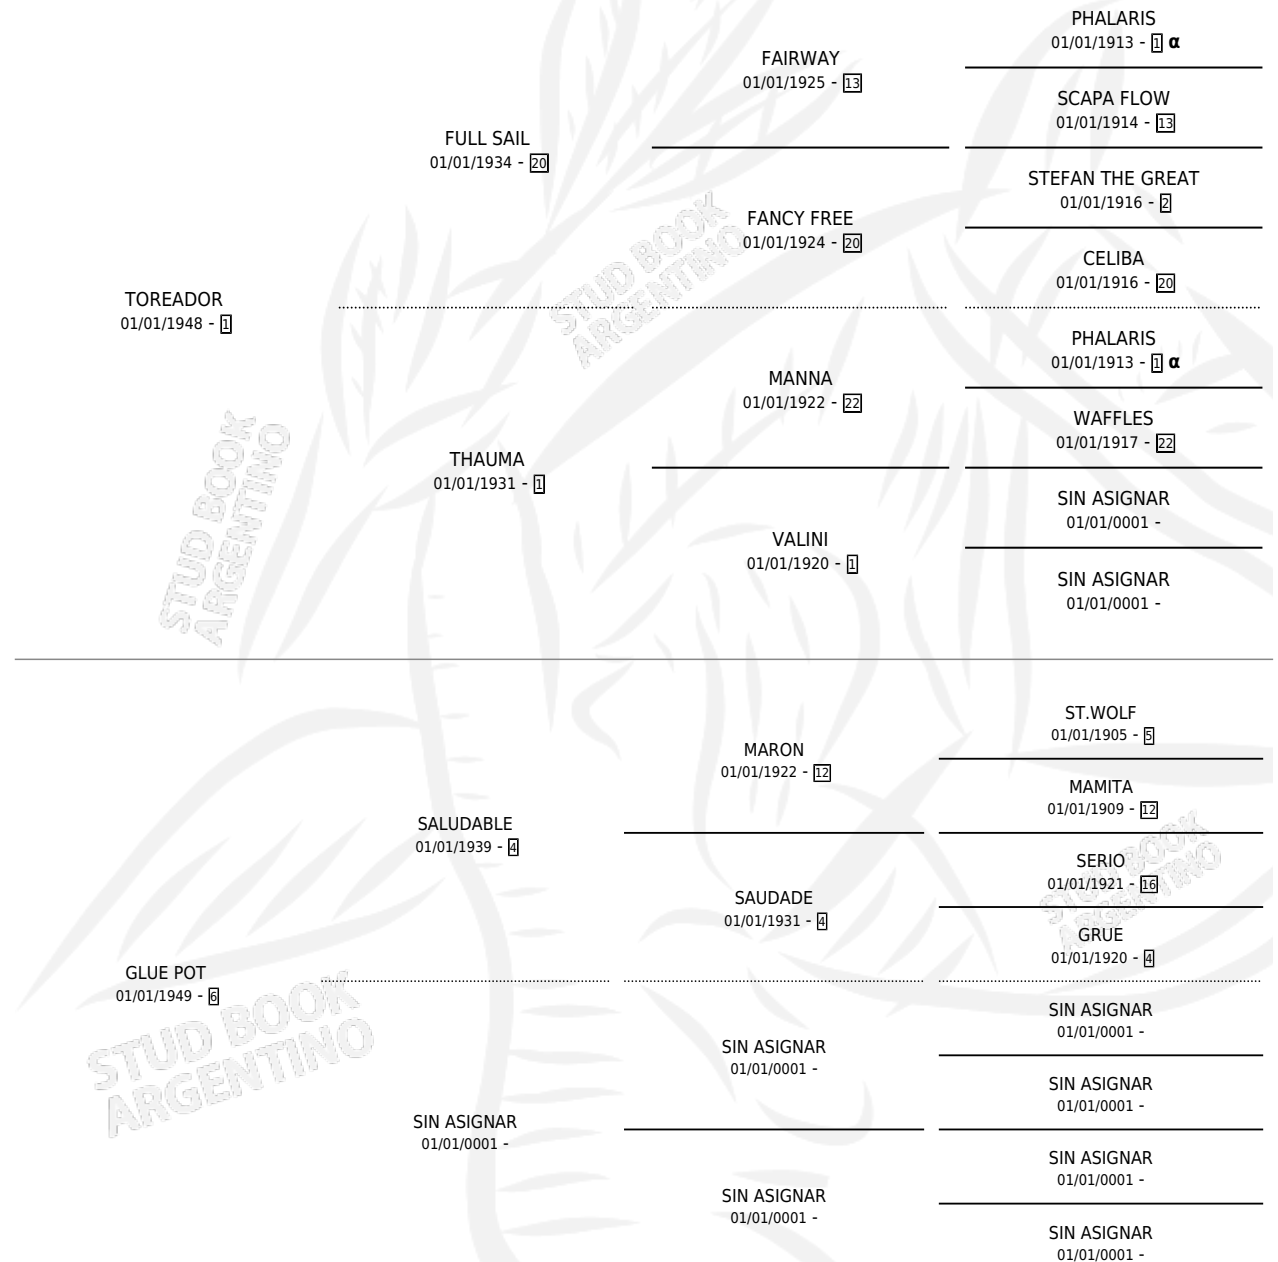 PHALARIS
01/01/1913 - 1 α
FAIRWAY
01/01/1925 - 13
SCAPA FLOW
01/01/1914 - 13
FULL SAIL
01/01/1934 - 20
STEFAN THE GREAT
01/01/1916 - 2
FANCY FREE
01/01/1924 - 20
CELIBA
01/01/1916 - 20
STUD BOOK
ARGENTINO
TOREADOR
01/01/1948 - 1
PHALARIS
01/01/1913 - 1 α
MANNA
01/01/1922 - 22
WAFFLES
01/01/1917 - 22
THAUMA
01/01/1931 - 1
SIN ASIGNAR
01/01/0001 -
VALINI
01/01/1920 - 1
SIN ASIGNAR
01/01/0001 -
STUD BOOK
ARGENTINO
ST.WOLF
01/01/1905 - 5
MARON
01/01/1922 - 12
MAMITA
01/01/1909 - 12
SALUDABLE
01/01/1939 - 4
SERIO
01/01/1921 - 16
SAUDADE
01/01/1931 - 4
GRUE
01/01/1920 - 4
STUD BOOK
ARGENTINO
GLUE POT
01/01/1949 - 6
SIN ASIGNAR
01/01/0001 -
SIN ASIGNAR
01/01/0001 -
SIN ASIGNAR
01/01/0001 -
SIN ASIGNAR
01/01/0001 -
SIN ASIGNAR
01/01/0001 -
SIN ASIGNAR
01/01/0001 -
SIN ASIGNAR
01/01/0001 -
STUD BOOK
ARGENTINO